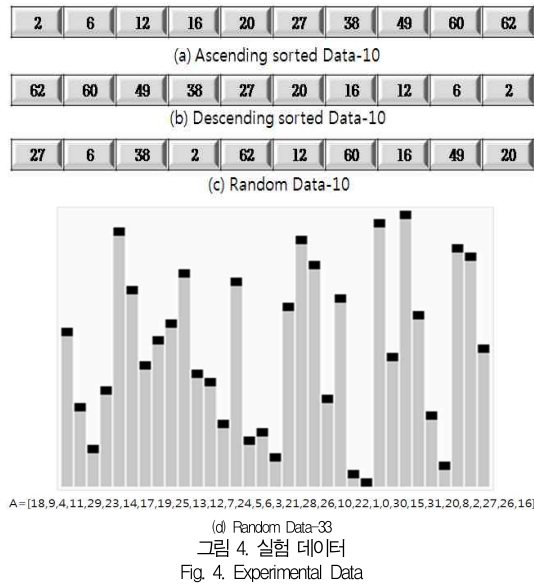 2 6 12 16 20 27 38 49 60 62
(a) Ascending sorted Data-10
62 60 49 38 27 20 16 12 6 2
(b) Descending sorted Data-10
27 6 38 2 62 12 60 16 49 20
(c) Random Data-10
A=[18,9,4,11,29,23,14,17,19,25,13,12,7,24,5,6,3,21,28,26,10,22,1,0,30,15,31,20,8,2,27,26,16]
(d) Random Data-33
그림 4. 실험 데이터
Fig. 4. Experimental Data